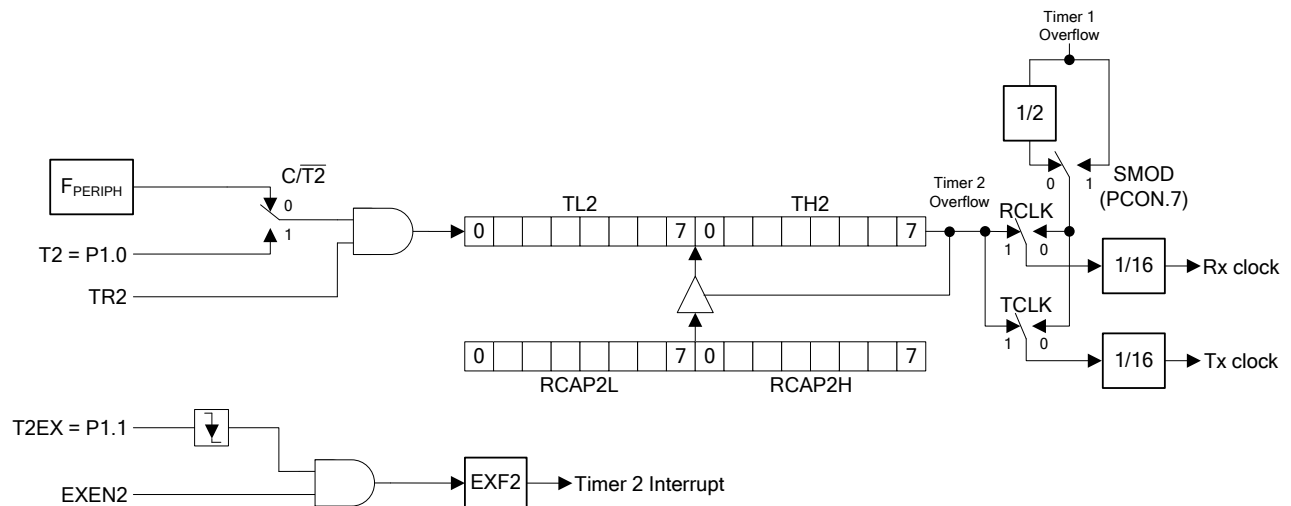 Timer 1
Overflow
1/2
F_PERIPH
C/T̅2̅
0
1
0
1
SMOD
(PCON.7)
TL2
TH2
Timer 2
Overflow
RCLK
0
7
0
7
T2 = P1.0
1
0
1/16
Rx clock
TR2
TCLK
1
0
0
7
0
7
1/16
Tx clock
RCAP2L
RCAP2H
T2EX = P1.1
EXF2
Timer 2 Interrupt
EXEN2